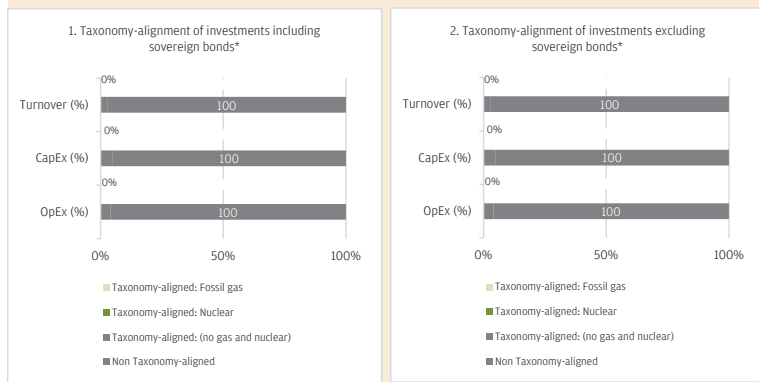 1. Taxonomy-alignment of investments including
sovereign bonds*
0%
Turnover (%)
100
0%
CapEx (%)
100
0%
OpEx (%)
100
0%
50%
100%
Taxonomy-aligned: Fossil gas
Taxonomy-aligned: Nuclear
Taxonomy-aligned: (no gas and nuclear)
Non Taxonomy-aligned
2. Taxonomy-alignment of investments excluding
sovereign bonds*
0%
Turnover (%)
100
0%
CapEx (%)
100
0%
OpEx (%)
100
0%
50%
100%
Taxonomy-aligned: Fossil gas
Taxonomy-aligned: Nuclear
Taxonomy-aligned: (no gas and nuclear)
Non Taxonomy-aligned